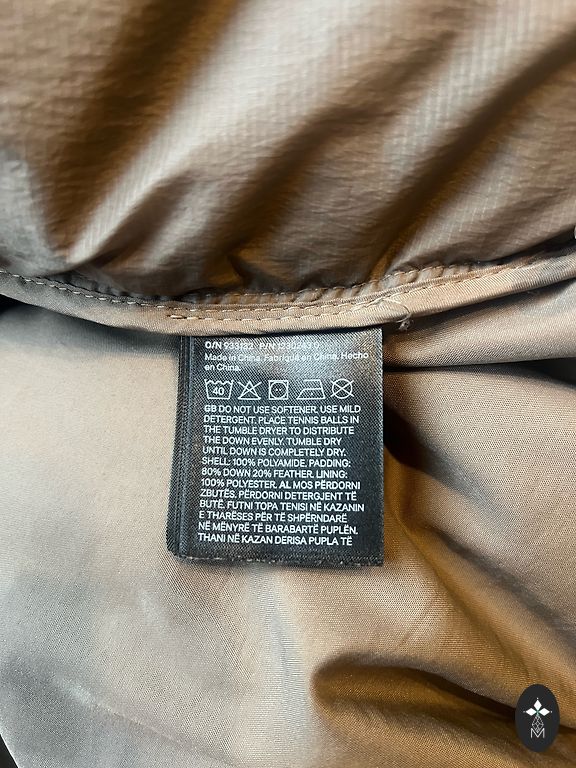 O/N 933132 P/N
Made in China. Fabriqué en Chine. Hecho
en China.
40
GB DO NOT USE SOFTENER. USE MILD
DETERGENT. PLACE TENNIS BALLS IN
THE TUMBLE DRYER TO DISTRIBUTE
THE DOWN EVENLY. TUMBLE DRY
UNTIL DOWN IS COMPLETELY DRY.
SHELL: 100% POLYAMIDE. PADDING:
80% DOWN 20% FEATHER. LINING:
100% POLYESTER. AL MOS PËRDORNI
ZBUTËS. PËRDORNI DETERGJENT TË
BUTË. FUTNI TOPA TENISI NË KAZANIN
E THARËSES PËR TË SHPËRNDARË
NË MËNYRË TË BARABARTË PUPLËN.
THANI NË KAZAN DERISA PUPLA TË
M